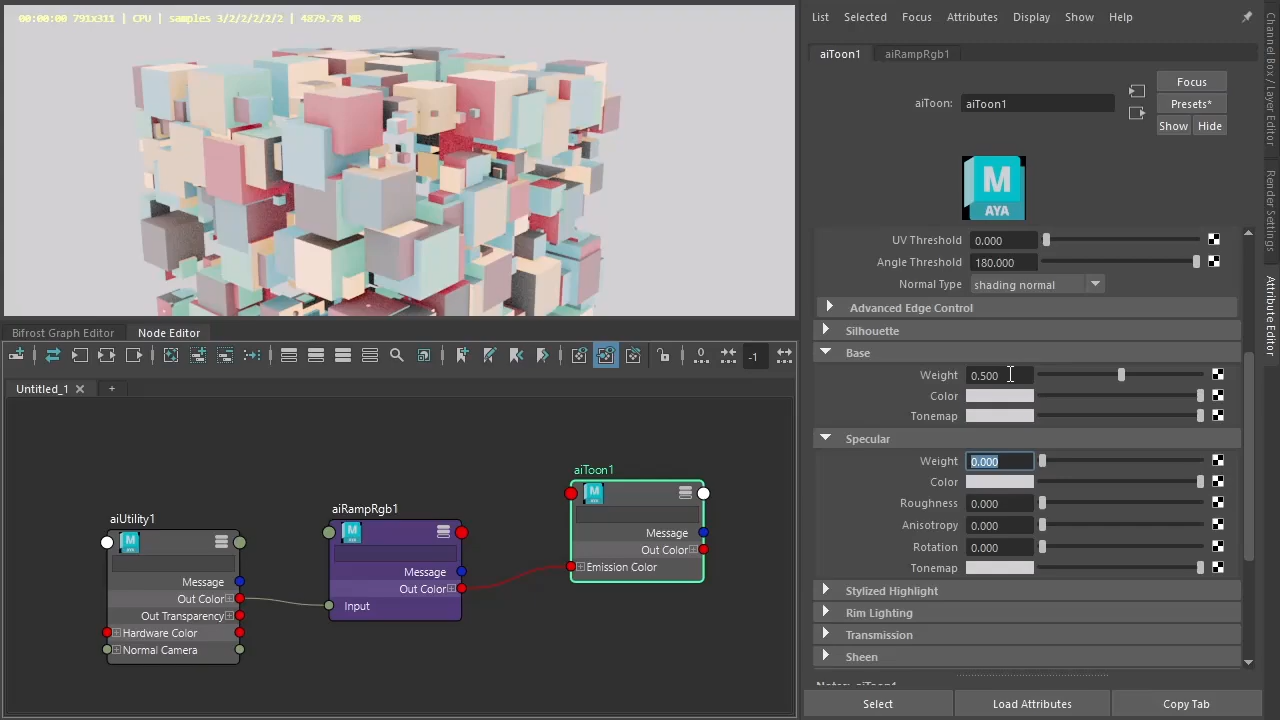 00:00:00 791x311 | CPU | samples 3/2/2/2/2/2 | 4879.78 MB
List Selected Focus Attributes Display Show Help
aiToon1 aiRampRgb1
Focus
aiToon: aiToon1
Presets*
Show Hide
M
AYA
UV Threshold 0.000
Angle Threshold 180.000
Normal Type shading normal
Advanced Edge Control
Silhouette
Base
Weight 0.500
Color
Tonemap
Specular
Weight 0.000
Color
Roughness 0.000
Anisotropy 0.000
Rotation 0.000
Tonemap
Stylized Highlight
Rim Lighting
Transmission
Sheen
Select Load Attributes Copy Tab
Channel Box / Layer Editor
Render Settings
Attribute Editor
Bifrost Graph Editor Node Editor
0 -1
Untitled_1 +
aiUtility1
M
Message
Out Color
Out Transparency
Hardware Color
Normal Camera
aiRampRgb1
M
Message
Out Color
Input
aiToon1
M
Message
Out Color
Emission Color